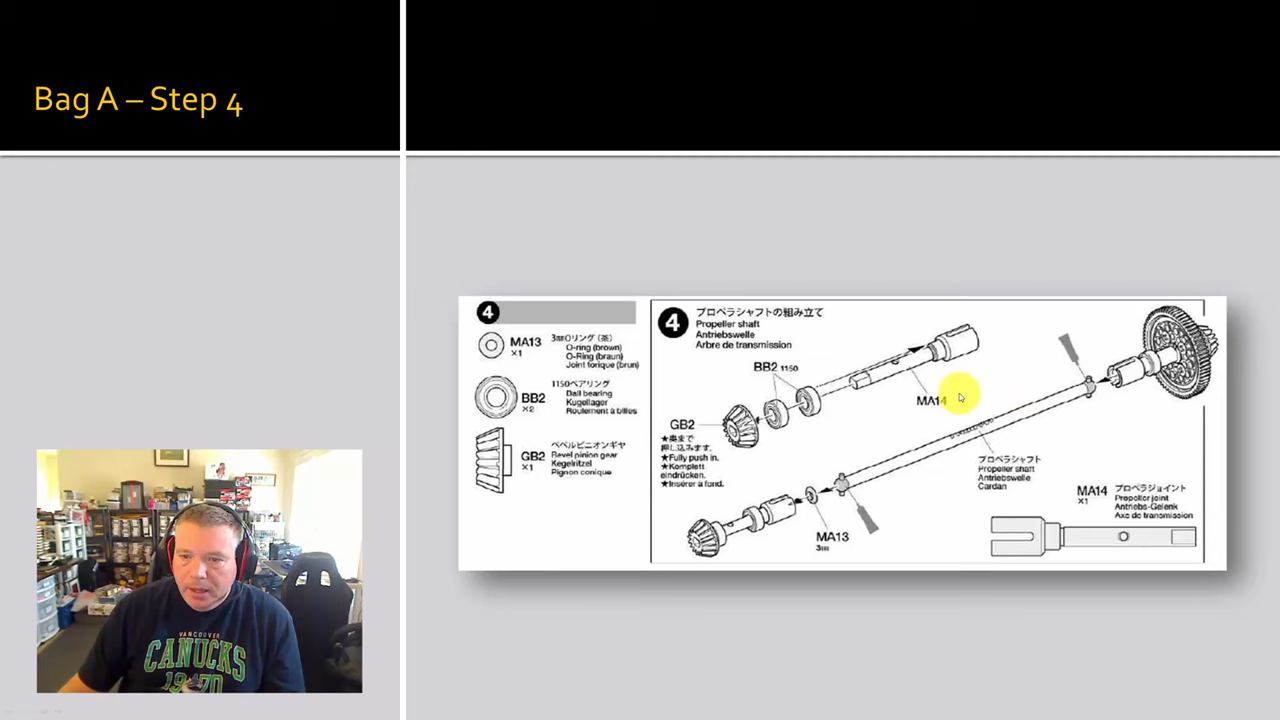 Bag A – Step 4
4
MA13
×1
3㎜Oリング（茶）
O-ring (brown)
O-Ring (braun)
Joint torique (brun)
BB2
×2
1150ベアリング
Ball bearing
Kugellager
Roulement à billes
GB2
×1
ベベルピニオンギヤ
Bevel pinion gear
Kegelritzel
Pignon conique
4
プロペラシャフトの組み立て
Propeller shaft
Antriebswelle
Arbre de transmission
BB2 1150
MA14
GB2
★奥まで
押し込みます。
★Fully push in.
★Komplett
eindrücken.
★Insérer à fond.
プロペラシャフト
Propeller shaft
Antriebswelle
Cardan
MA13
3㎜
MA14
×1
プロペラジョイント
Propeller joint
Antriebs-Gelenk
Axe de transmission
VANCOUVER
CANUCKS
1970